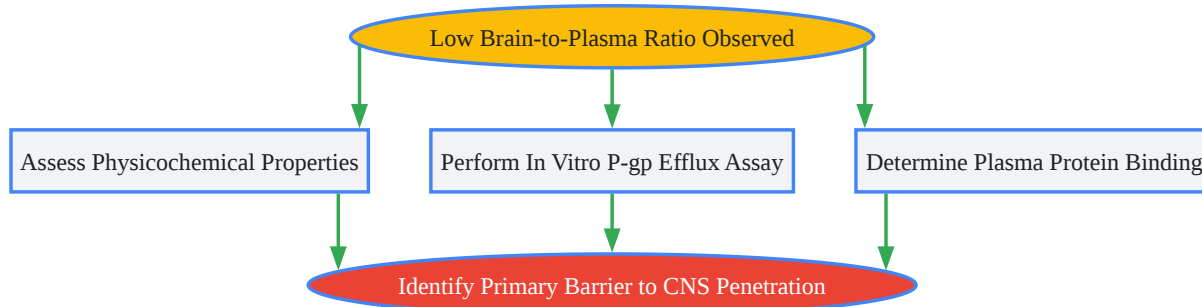 Low Brain-to-Plasma Ratio Observed
Assess Physicochemical Properties
Perform In Vitro P-gp Efflux Assay
Determine Plasma Protein Binding
Identify Primary Barrier to CNS Penetration